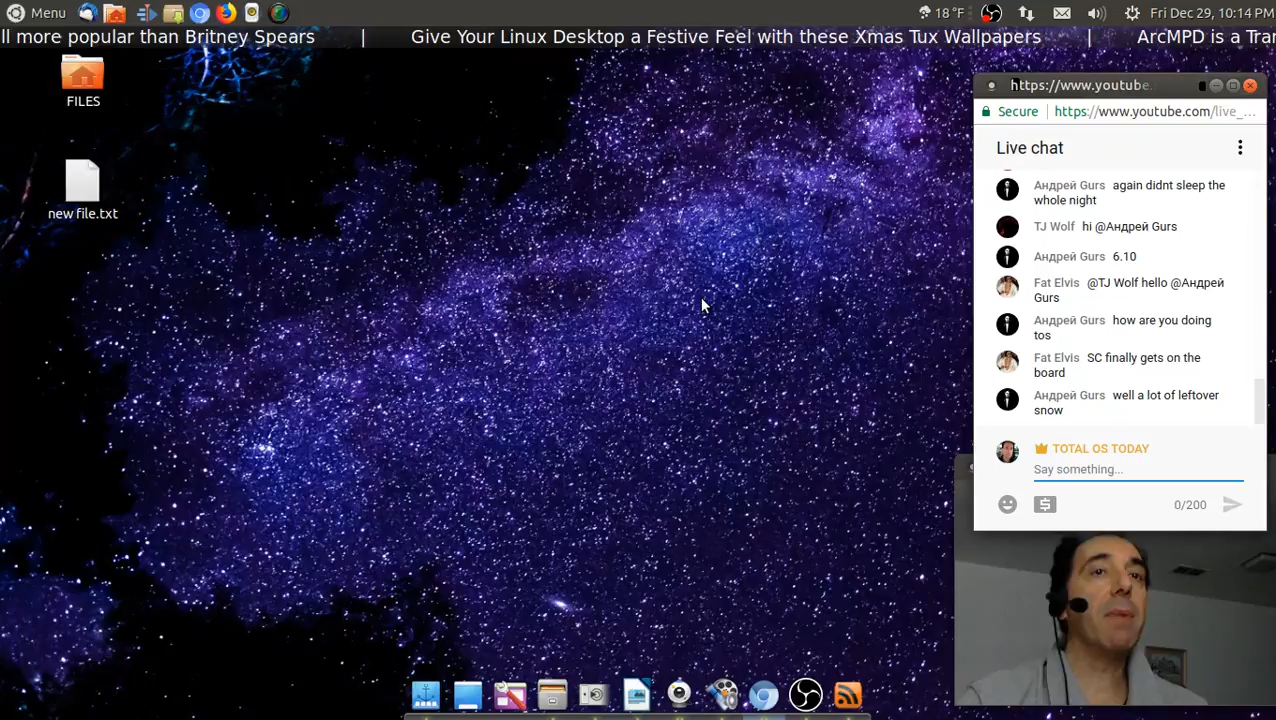 Menu
18 °F
Fri Dec 29, 10:14 PM
ll more popular than Britney Spears | Give Your Linux Desktop a Festive Feel with these Xmas Tux Wallpapers | ArcMPD is a Tra
FILES
new file.txt
https://www.youtube.
Secure https://www.youtube.com/live_...
Live chat
Андрей Gurs again didnt sleep the
whole night
TJ Wolf hi @Андрей Gurs
Андрей Gurs 6.10
Fat Elvis @TJ Wolf hello @Андрей
Gurs
Андрей Gurs how are you doing
tos
Fat Elvis SC finally gets on the
board
Андрей Gurs well a lot of leftover
snow
TOTAL OS TODAY
Say something...
0/200